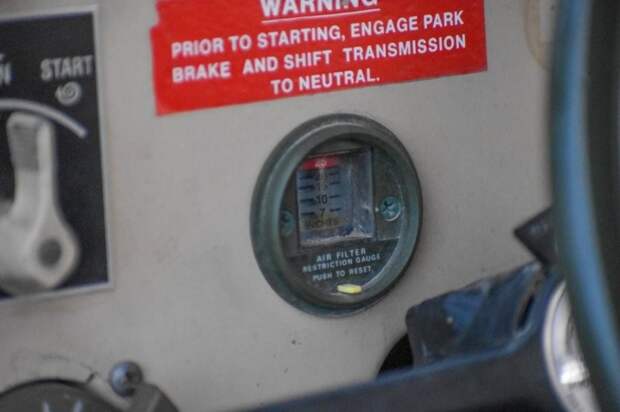 WARNING
PRIOR TO STARTING, ENGAGE PARK
BRAKE AND SHIFT TRANSMISSION
TO NEUTRAL.
START
10
7
AIR FILTER
RESTRICTION GAUGE
PUSH TO RESET.